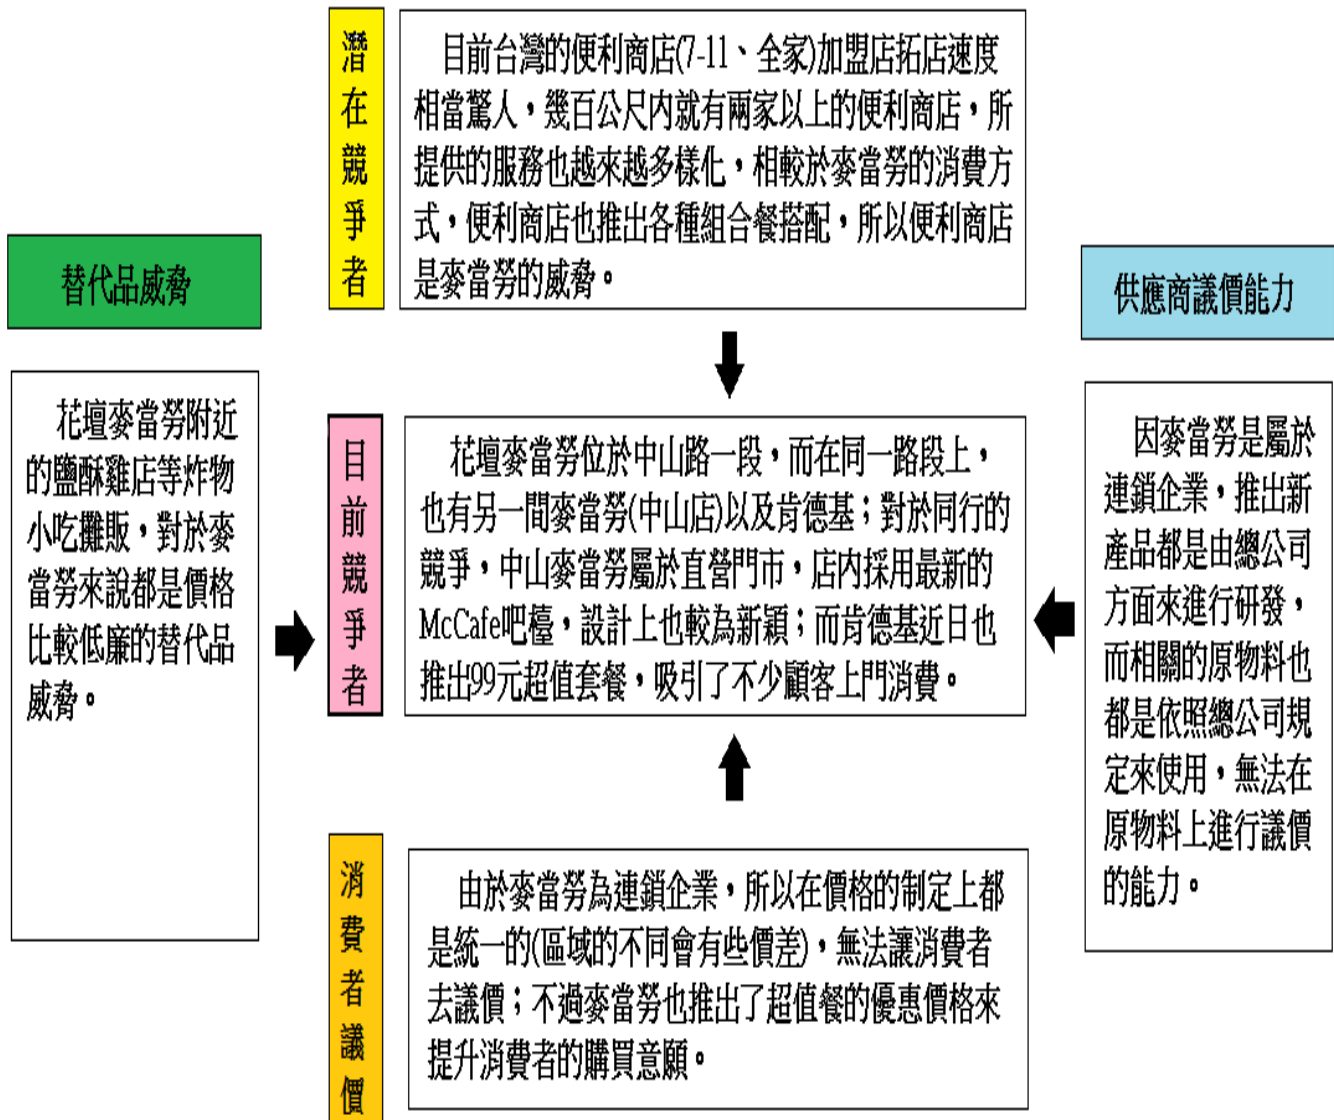 潛在競爭者
目前台灣的便利商店(7-11、全家)加盟店拓店速度
相當驚人，幾百公尺內就有兩家以上的便利商店，所
提供的服務也越來越多樣化，相較於麥當勞的消費方
式，便利商店也推出各種組合餐搭配，所以便利商店
是麥當勞的威脅。
替代品威脅
花壇麥當勞附近
的鹽酥雞店等炸物
小吃攤販，對於麥
當勞來說都是價格
比較低廉的替代品
威脅。
目前競爭者
花壇麥當勞位於中山路一段，而在同一路段上，
也有另一間麥當勞(中山店)以及肯德基；對於同行的
競爭，中山麥當勞屬於直營門市，店內採用最新的
McCafe吧檯，設計上也較為新穎；而肯德基近日也
推出99元超值套餐，吸引了不少顧客上門消費。
供應商議價能力
因麥當勞是屬於
連鎖企業，推出新
產品都是由總公司
方面來進行研發，
而相關的原物料也
都是依照總公司規
定來使用，無法在
原物料上進行議價
的能力。
消費者議價
由於麥當勞為連鎖企業，所以在價格的制定上都
是統一的(區域的不同會有些價差)，無法讓消費者
去議價；不過麥當勞也推出了超值餐的優惠價格來
提升消費者的購買意願。